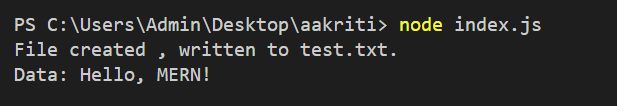 PS C:\Users\Admin\Desktop\aakriti> node index.js
File created , written to test.txt.
Data: Hello, MERN!